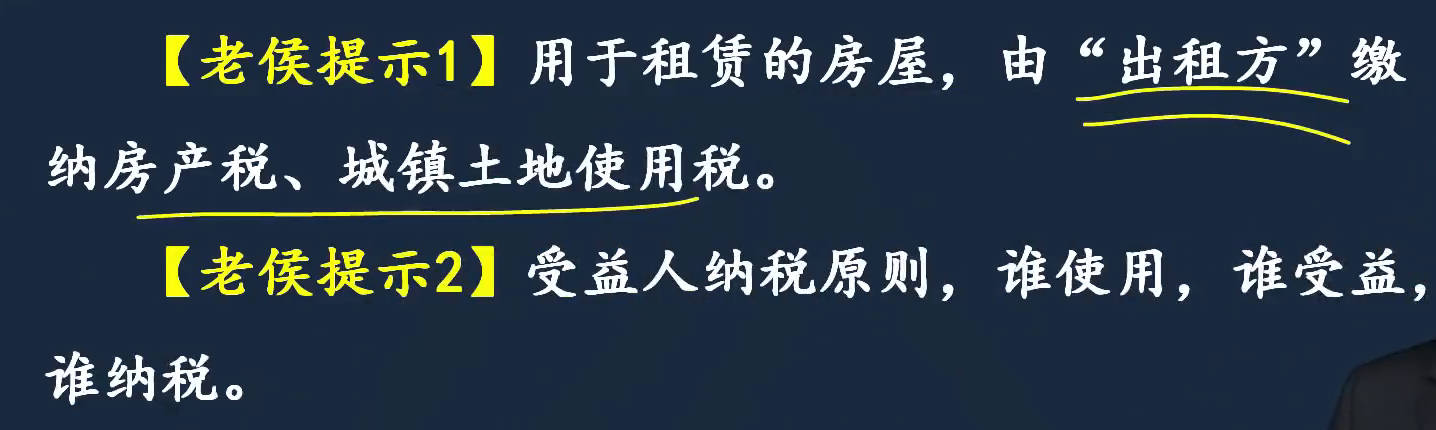 【老侯提示1】用于租赁的房屋，由“出租方”缴
纳房产税、城镇土地使用税。
【老侯提示2】受益人纳税原则，谁使用，谁受益，
谁纳税。